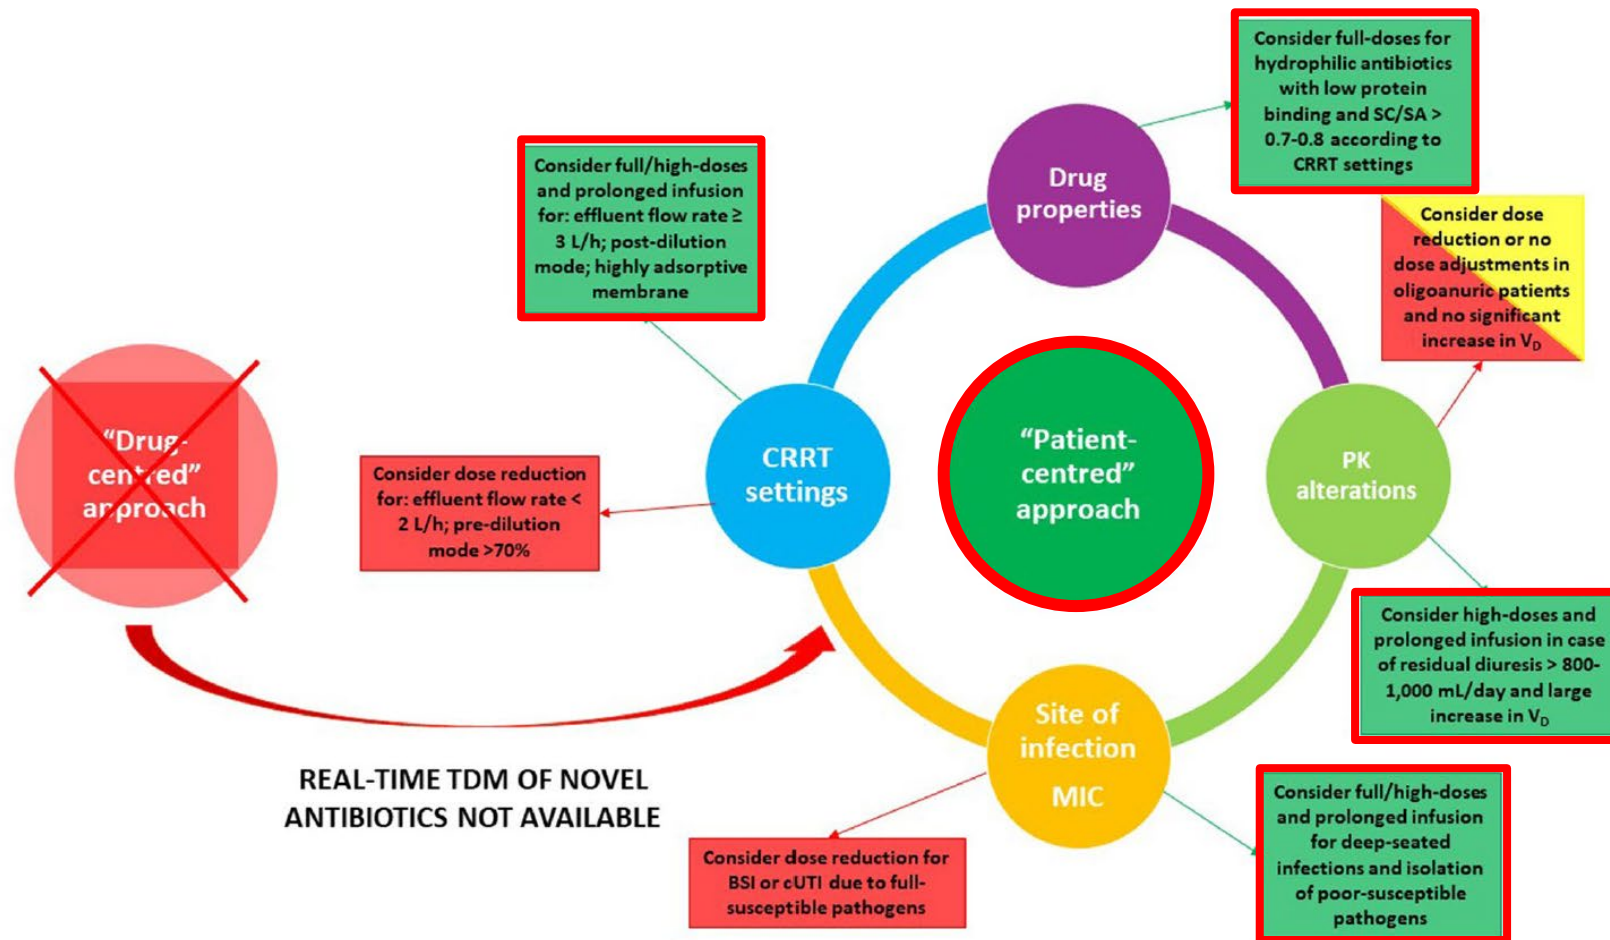 Consider full-doses for
hydrophilic antibiotics
with low protein
binding and SC/SA >
0.7-0.8 according to
CRRT settings
Consider full/high-doses
and prolonged infusion
for: effluent flow rate ≥
3 L/h; post-dilution
mode; highly adsorptive
membrane
Drug
properties
Consider dose
reduction or no
dose adjustments in
oligoanuric patients
and no significant
increase in VD
"Drug-
centred"
approach
Consider dose reduction
for: effluent flow rate <
2 L/h; pre-dilution
mode >70%
CRRT
settings
"Patient-
centred"
approach
PK
alterations
Consider high-doses and
prolonged infusion in case
of residual diuresis > 800-
1,000 mL/day and large
increase in VD
Site of
infection
MIC
REAL-TIME TDM OF NOVEL
ANTIBIOTICS NOT AVAILABLE
Consider dose reduction for
BSI or cUTI due to full-
susceptible pathogens
Consider full/high-doses
and prolonged infusion
for deep-seated
infections and isolation
of poor-susceptible
pathogens